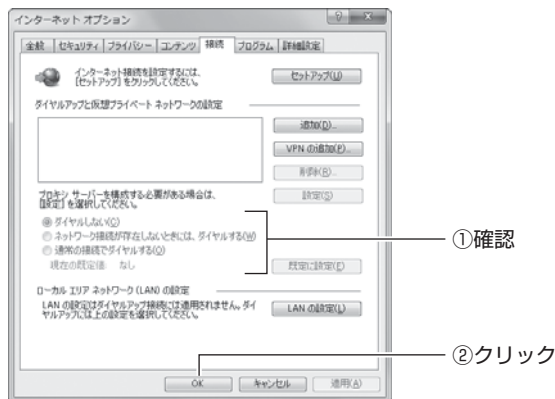 インターネット オプション
全般 セキュリティ プライバシー コンテンツ 接続 プログラム 詳細設定
インターネット接続を設定するには、
[セットアップ] をクリックしてください。
セットアップ(U)
ダイヤルアップと仮想プライベート ネットワークの設定
追加(D)...
VPN の追加(P)...
削除(R)...
プロキシ サーバーを構成する必要がある場合は、
[設定] を選択してください。
設定(S)
ダイヤルしない(C)
ネットワーク接続が存在しないときには、ダイヤルする(W)
通常の接続でダイヤルする(O)
現在の既定値: なし
既定に設定(E)
ローカル エリア ネットワーク (LAN) の設定
LAN の設定はダイヤルアップ接続には適用されません。ダイ
ヤルアップには上の設定を選択してください。
LAN の設定(L)
OK キャンセル 適用(A)
①確認
②クリック